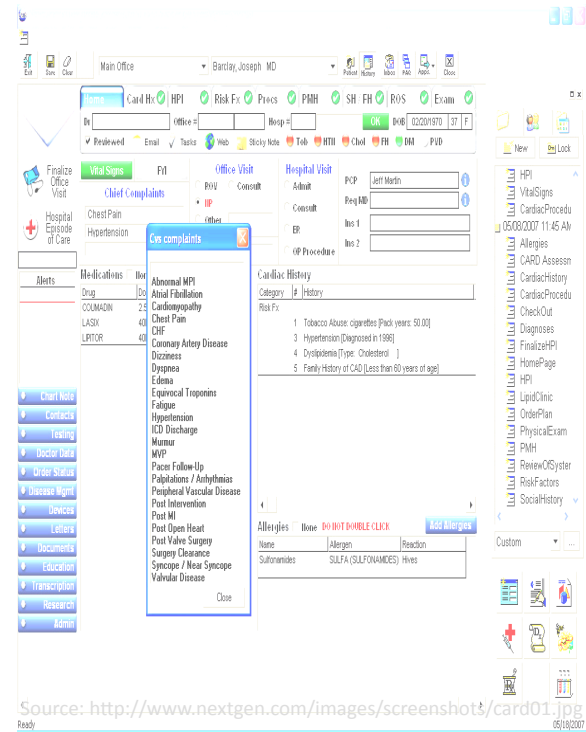 Exit Save Clear Main Office Barclay, Joseph MD Patient History Inbox PAQ Apps Close
Home Card Hx HPI Risk Fx Procs PMH SH FH ROS Exam
Dr Office = Hosp = OK DOB 02/20/1970 37 F
Reviewed Email Tasks Web Sticky Note Tob HTN Chol FH DM PVD
New Lock
Finalize
Office
Visit
Hospital
Episode
of Care
Alerts
Vital Signs FYI
Chief Complaints
Chest Pain
Hypertension
Office Visit
ROV Consult
HP
Other
Hospital Visit
Admit
Consult
ER
OP Procedure
PCP Jeff Martin
Req MD
Ins 1
Ins 2
Medications None
Drug Do
COUMADIN 2.5
LASIX 40
LIPITOR 40
Cvs complaints
Abnormal MPI
Atrial Fibrillation
Cardiomyopathy
Chest Pain
CHF
Coronary Artery Disease
Dizziness
Dyspnea
Edema
Equivocal Troponins
Fatigue
Hypertension
ICD Discharge
Murmur
MVP
Pacer Follow-Up
Palpitations / Arrhythmias
Peripheral Vascular Disease
Post Intervention
Post MI
Post Open Heart
Post Valve Surgery
Surgery Clearance
Syncope / Near Syncope
Valvular Disease
Close
Cardiac History
Category # History
Risk Fx
1 Tobacco Abuse: cigarettes [Pack years: 50.00]
3 Hypertension [Diagnosed in 1996]
4 Dyslipidemia [Type: Cholesterol ]
5 Family History of CAD [Less than 60 years of age]
Allergies None DO NOT DOUBLE CLICK Add Allergies
Name Allergen Reaction
Sulfonamides SULFA (SULFONAMIDES) Hives
Chart Note
Contacts
Testing
Doctor Data
Order Status
Disease Mgmt
Devices
Letters
Documents
Education
Transcription
Research
Admin
HPI
VitalSigns
CardiacProcedu
05/08/2007 11:45 AM
Allergies
CARD Assessm
CardiacHistory
CardiacProcedu
CheckOut
Diagnoses
FinalizeHPI
HomePage
HPI
LipidClinic
OrderPlan
PhysicalExam
PMH
ReviewOfSyster
RiskFactors
SocialHistory
Custom ...
Source: http://www.nextgen.com/images/screenshots/card01.jpg
Ready 05/18/2007